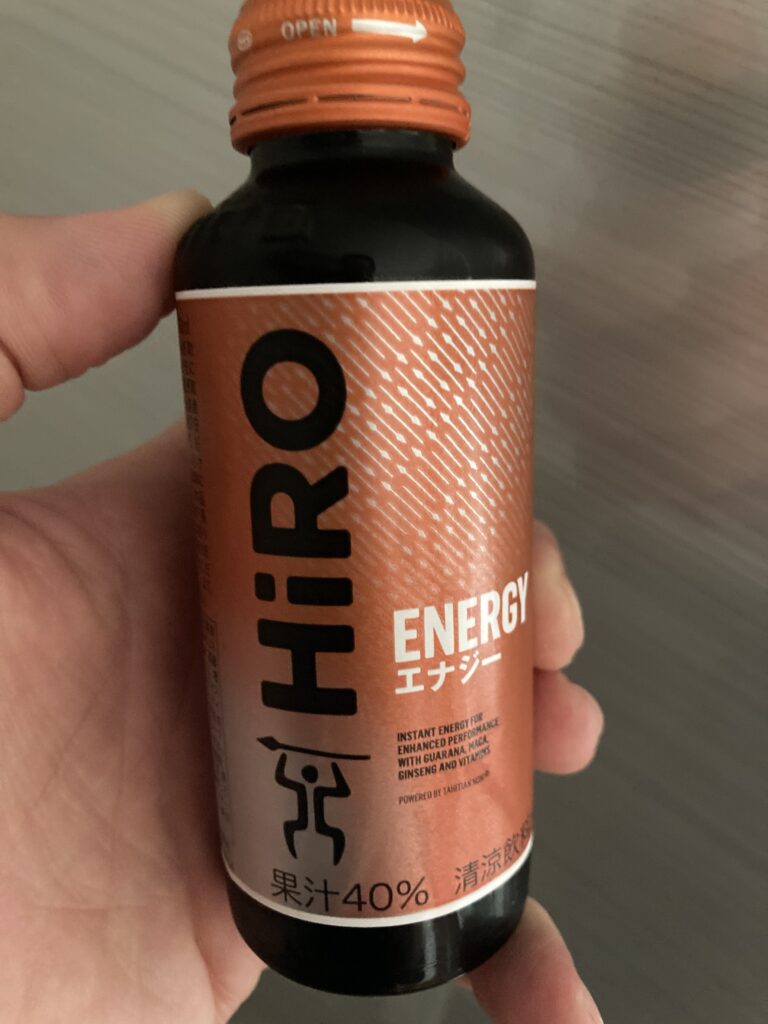 OPEN
HiRO
ENERGY
エナジー
INSTANT ENERGY FOR
ENHANCED PERFORMANCE
WITH GUARANA, MACA,
GINSENG AND VITAMINS
POWERED BY TAHITIAN NONI®
果汁40% 清涼飲料